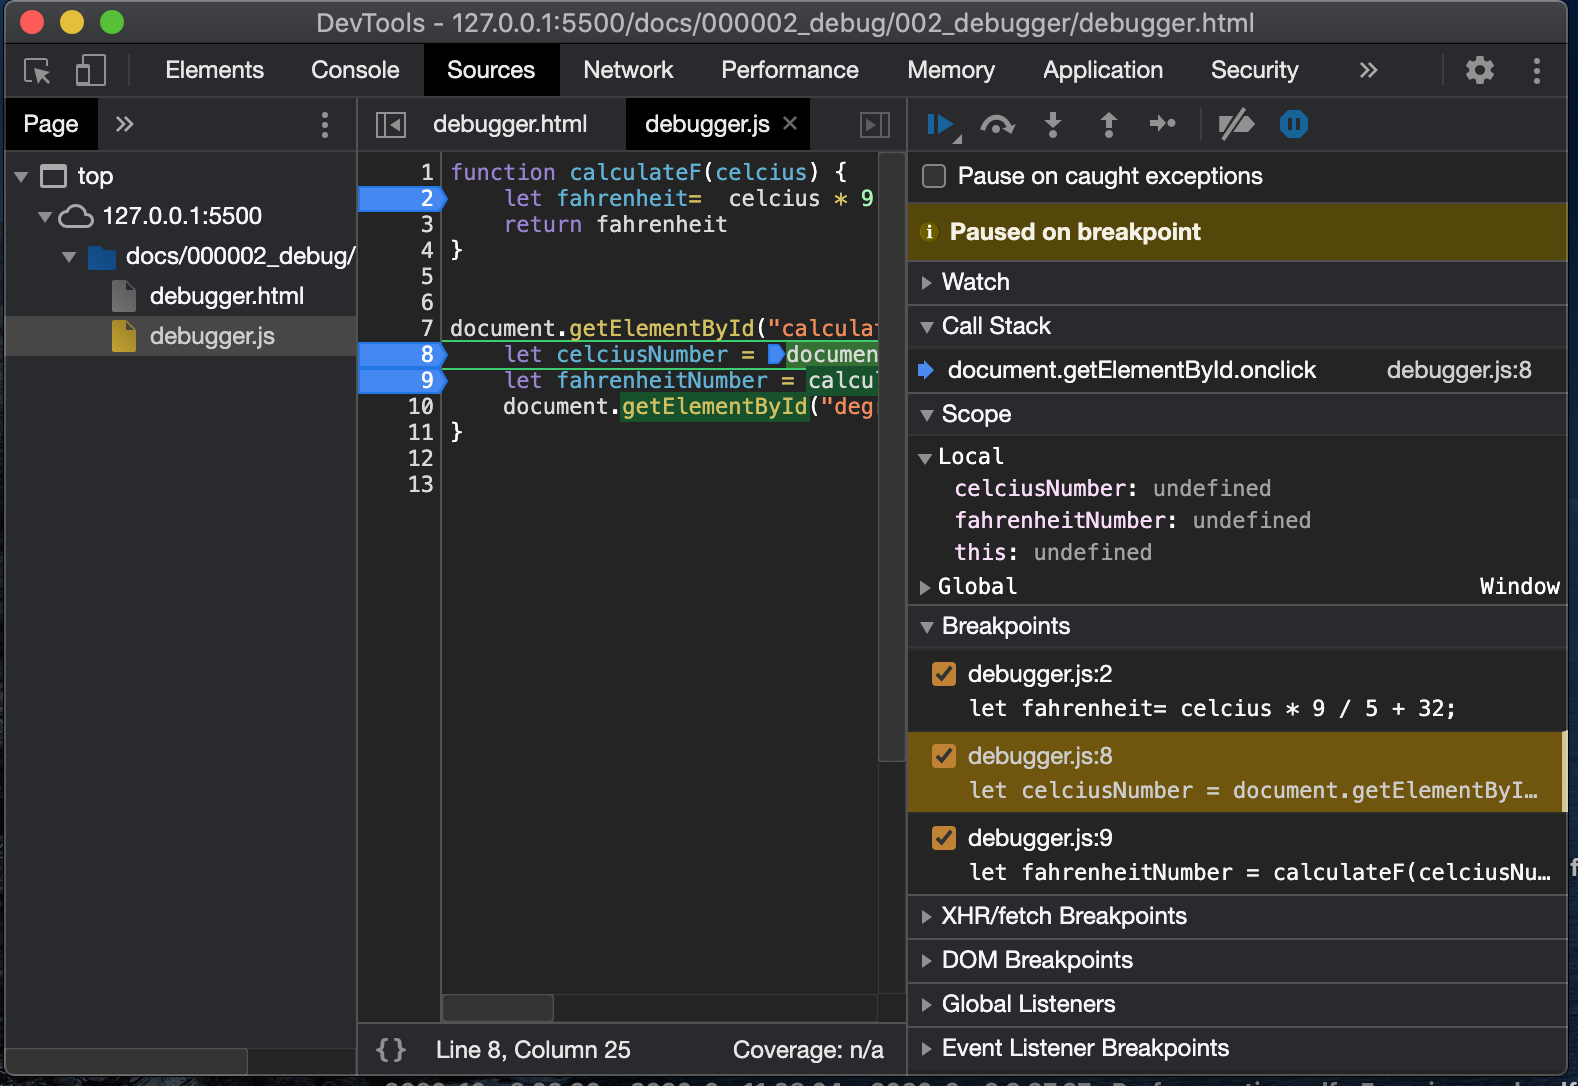 DevTools - 127.0.0.1:5500/docs/000002_debug/002_debugger/debugger.html
Elements Console Sources Network Performance Memory Application Security »
Page »
top
127.0.0.1:5500
docs/000002_debug/
debugger.html
debugger.js
debugger.html debugger.js ×
1 function calculateF(celcius) {
2 let fahrenheit=  celcius * 9
3 return fahrenheit
4 }
5
6
7 document.getElementById("calculat
8 let celciusNumber = documen
9 let fahrenheitNumber = calcul
10 document.getElementById("deg
11 }
12
13
{} Line 8, Column 25 Coverage: n/a
Pause on caught exceptions
i Paused on breakpoint
Watch
Call Stack
document.getElementById.onclick debugger.js:8
Scope
Local
celciusNumber: undefined
fahrenheitNumber: undefined
this: undefined
Global Window
Breakpoints
debugger.js:2
let fahrenheit= celcius * 9 / 5 + 32;
debugger.js:8
let celciusNumber = document.getElementByI…
debugger.js:9
let fahrenheitNumber = calculateF(celciusNu…
XHR/fetch Breakpoints
DOM Breakpoints
Global Listeners
Event Listener Breakpoints